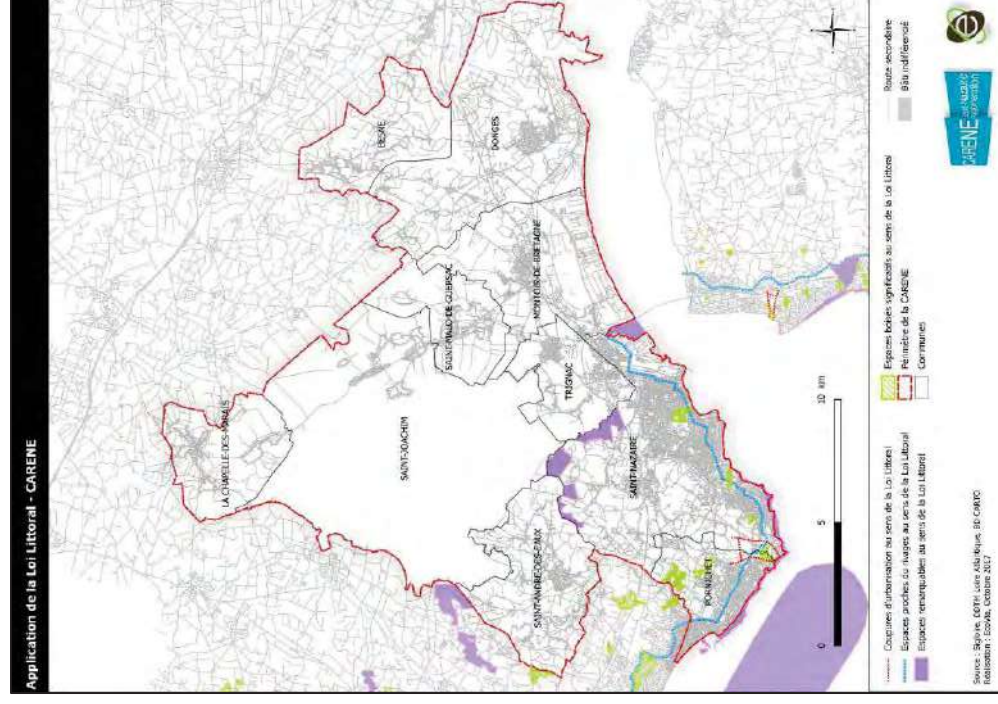 Application de la Loi Littoral - CARENE
LA CHAPELLE-DES-MARAIS
SAINT-JOACHIM
BESNE
DONGES
SAINT-MALO-DE-GUERSAC
MONTOIR-DE-BRETAGNE
TRIGNAC
SAINT-ANDRE-DES-EAUX
SAINT-NAZAIRE
PORNICHET
0 5 10 km
Coupures d'urbanisation au sens de la Loi Littoral
Espaces proches du rivages au sens de la Loi Littoral
Espaces remarquables au sens de la Loi Littoral
Espaces boisés significatifs au sens de la Loi Littoral
Périmètre de la CARENE
Communes
Route secondaire
Bâti indifférencié
Source : Sigloire, DDTM Loire Atlantique, BD CARTO
Réalisation : Ecovia, Octobre 2017
CARENE
e